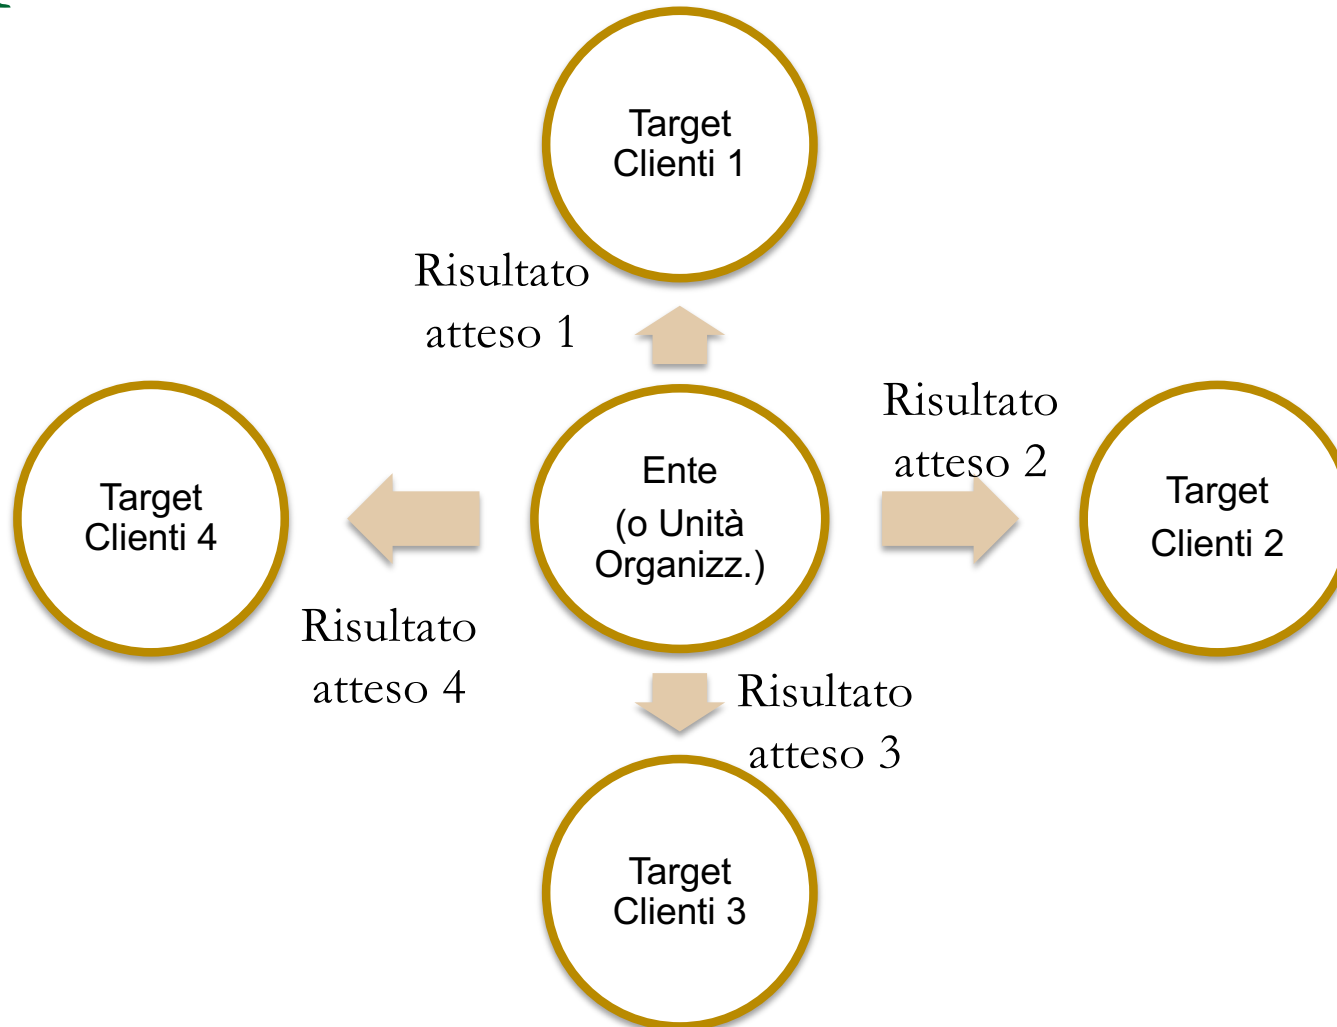 Target
Clienti 1
Risultato
atteso 1
Risultato
atteso 2
Ente
(o Unità
Organizz.)
Target
Clienti 4
Target
Clienti 2
Risultato
atteso 4
Risultato
atteso 3
Target
Clienti 3